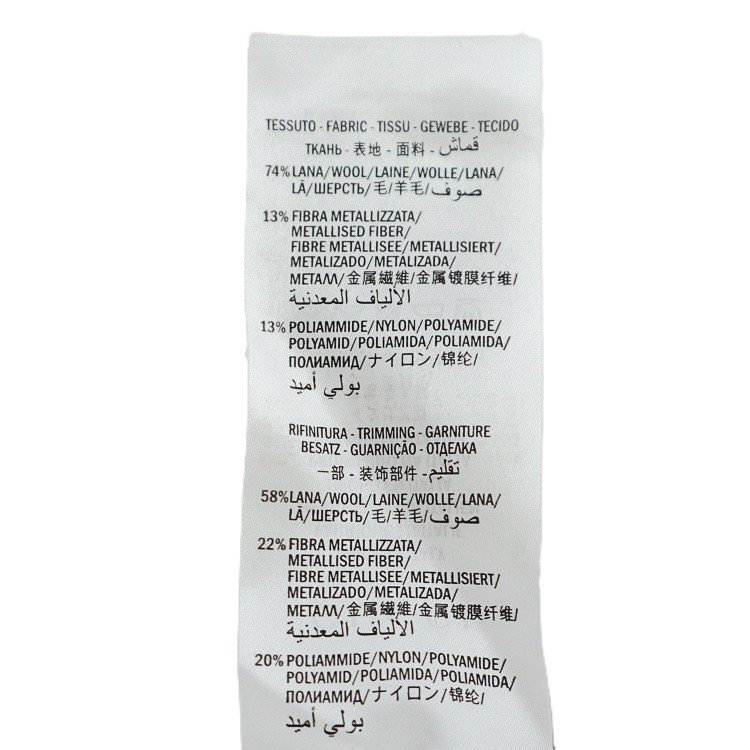 TESSUTO - FABRIC - TISSU - GEWEBE - TECIDO
ТКАНЬ - 表地 - 面料 - قماش
74% LANA/WOOL/LAINE/WOLLE/LANA/
LÃ/ШЕРСТЬ/毛/羊毛/صوف
13% FIBRA METALLIZZATA/
METALLISED FIBER/
FIBRE METALLISEE/METALLISIERT/
METALIZADO/METALIZADA/
МЕТАЛЛ/金属繊維/金属镀膜纤维/
الألياف المعدنية
13% POLIAMMIDE/NYLON/POLYAMIDE/
POLYAMID/POLIAMIDA/POLIAMIDA/
ПОЛИАМИД/ナイロン/锦纶/
بولي أميد
RIFINITURA - TRIMMING - GARNITURE
BESATZ - GUARNIÇÃO - ОТДЕЛКА
一部 - 装饰部件 - تقليم
58% LANA/WOOL/LAINE/WOLLE/LANA/
LÃ/ШЕРСТЬ/毛/羊毛/صوف
22% FIBRA METALLIZZATA/
METALLISED FIBER/
FIBRE METALLISEE/METALLISIERT/
METALIZADO/METALIZADA/
МЕТАЛЛ/金属繊維/金属镀膜纤维/
الألياف المعدنية
20% POLIAMMIDE/NYLON/POLYAMIDE/
POLYAMID/POLIAMIDA/POLIAMIDA/
ПОЛИАМИД/ナイロン/锦纶/
بولي أميد